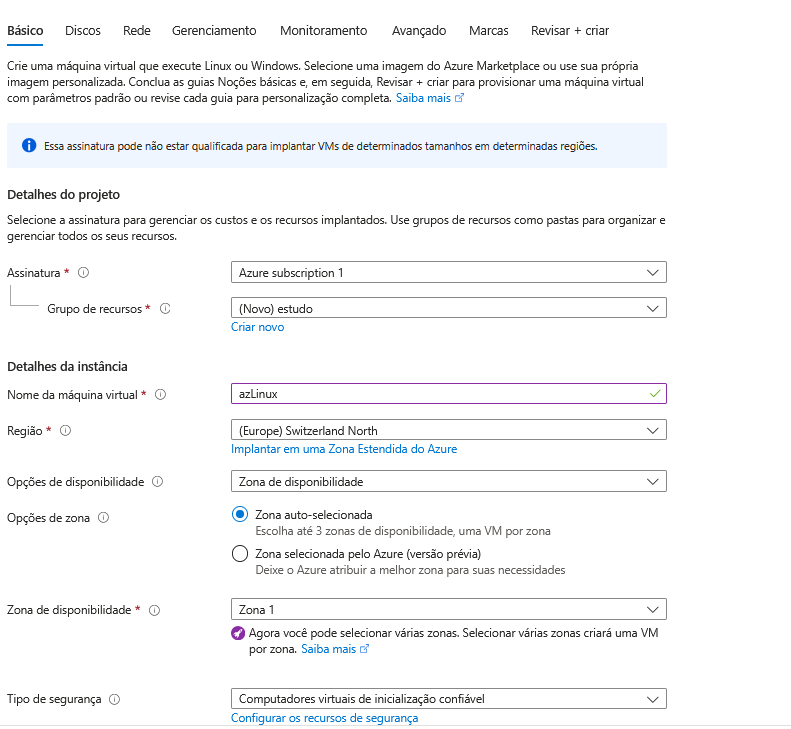 Básico Discos Rede Gerenciamento Monitoramento Avançado Marcas Revisar + criar
Crie uma máquina virtual que execute Linux ou Windows. Selecione uma imagem do Azure Marketplace ou use sua própria
imagem personalizada. Conclua as guias Noções básicas e, em seguida, Revisar + criar para provisionar uma máquina virtual
com parâmetros padrão ou revise cada guia para personalização completa. Saiba mais
Essa assinatura pode não estar qualificada para implantar VMs de determinados tamanhos em determinadas regiões.
Detalhes do projeto
Selecione a assinatura para gerenciar os custos e os recursos implantados. Use grupos de recursos como pastas para organizar e
gerenciar todos os seus recursos.
Assinatura * Azure subscription 1
Grupo de recursos * (Novo) estudo
Criar novo
Detalhes da instância
Nome da máquina virtual * azLinux
Região * (Europe) Switzerland North
Implantar em uma Zona Estendida do Azure
Opções de disponibilidade Zona de disponibilidade
Opções de zona Zona auto-selecionada
Escolha até 3 zonas de disponibilidade, uma VM por zona
Zona selecionada pelo Azure (versão prévia)
Deixe o Azure atribuir a melhor zona para suas necessidades
Zona de disponibilidade * Zona 1
Agora você pode selecionar várias zonas. Selecionar várias zonas criará uma VM
por zona. Saiba mais
Tipo de segurança Computadores virtuais de inicialização confiável
Configurar os recursos de segurança